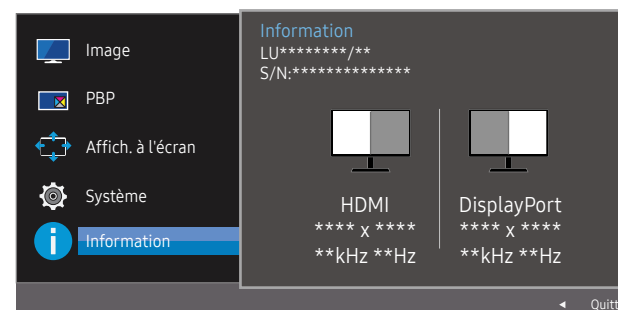 Image
PBP
Affich. à l'écran
Système
Information
Information
LU********/**
S/N:**************
HDMI
**** x ****
**kHz **Hz
DisplayPort
**** x ****
**kHz **Hz